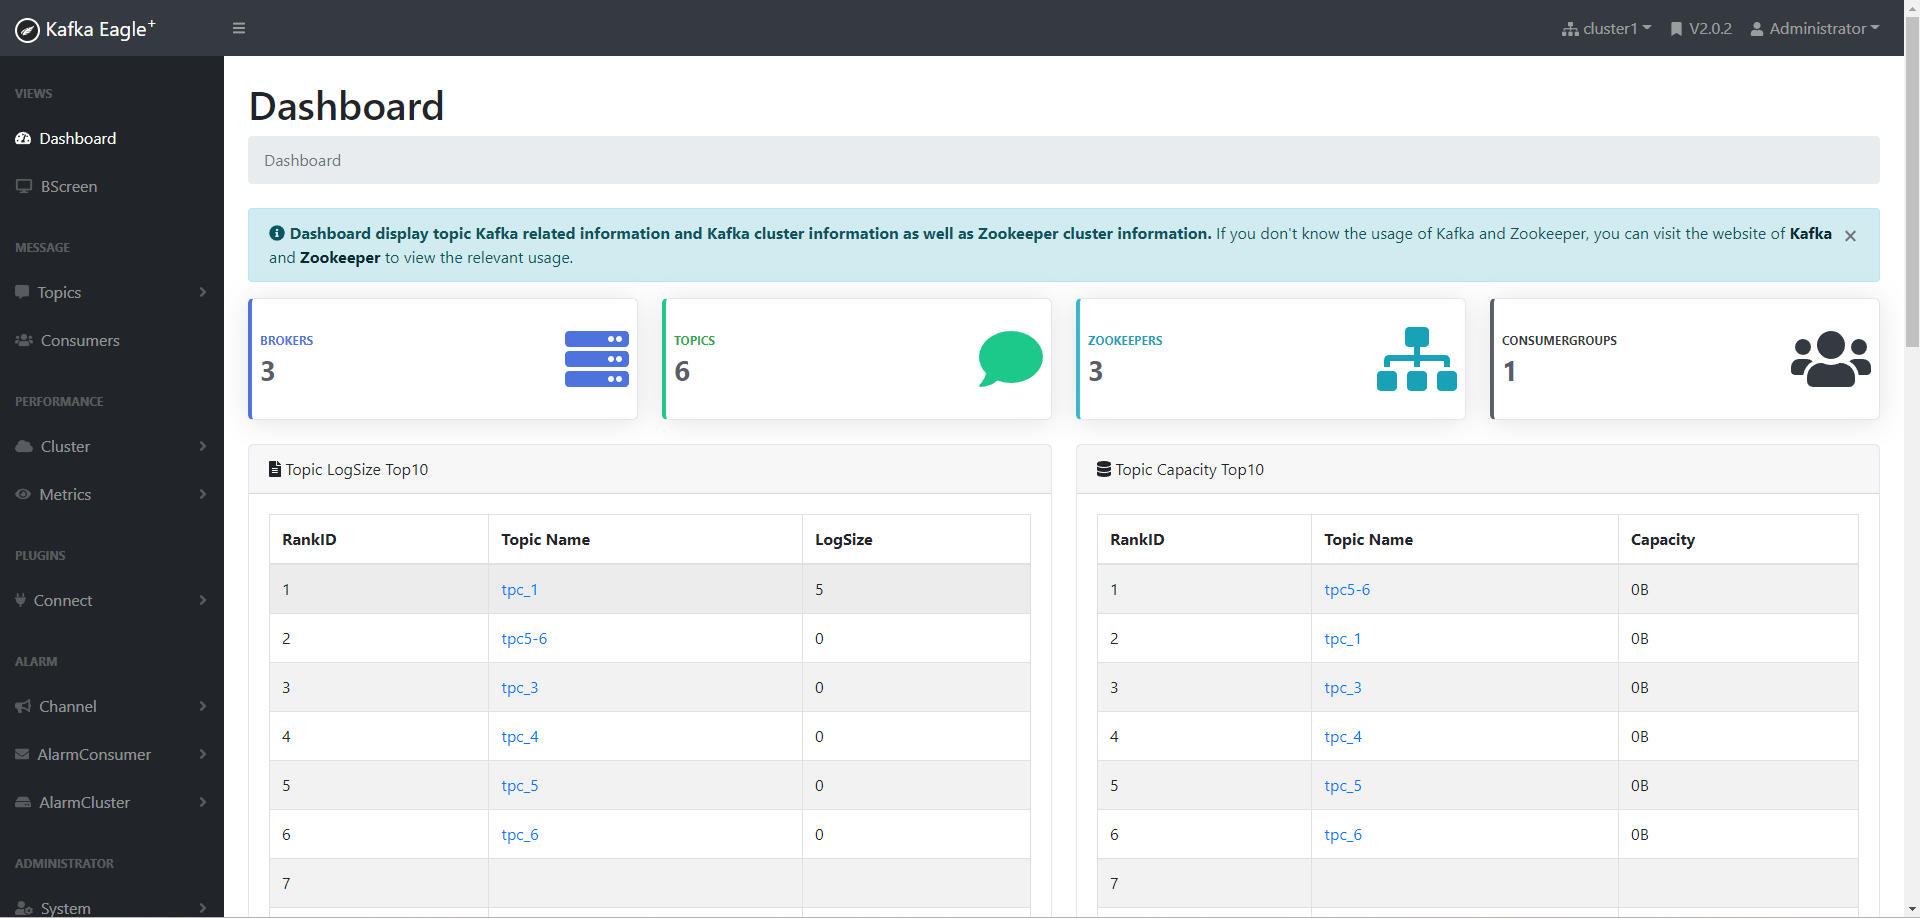 Kafka Eagle+
cluster1
V2.0.2
Administrator
VIEWS
Dashboard
BScreen
MESSAGE
Topics
Consumers
PERFORMANCE
Cluster
Metrics
PLUGINS
Connect
ALARM
Channel
AlarmConsumer
AlarmCluster
ADMINISTRATOR
System
Dashboard
Dashboard
Dashboard display topic Kafka related information and Kafka cluster information as well as Zookeeper cluster information. If you don't know the usage of Kafka and Zookeeper, you can visit the website of Kafka
and Zookeeper to view the relevant usage.
BROKERS
3
TOPICS
6
ZOOKEEPERS
3
CONSUMERGROUPS
1
Topic LogSize Top10
RankID Topic Name LogSize
1 tpc_1 5
2 tpc5-6 0
3 tpc_3 0
4 tpc_4 0
5 tpc_5 0
6 tpc_6 0
7
Topic Capacity Top10
RankID Topic Name Capacity
1 tpc5-6 0B
2 tpc_1 0B
3 tpc_3 0B
4 tpc_4 0B
5 tpc_5 0B
6 tpc_6 0B
7